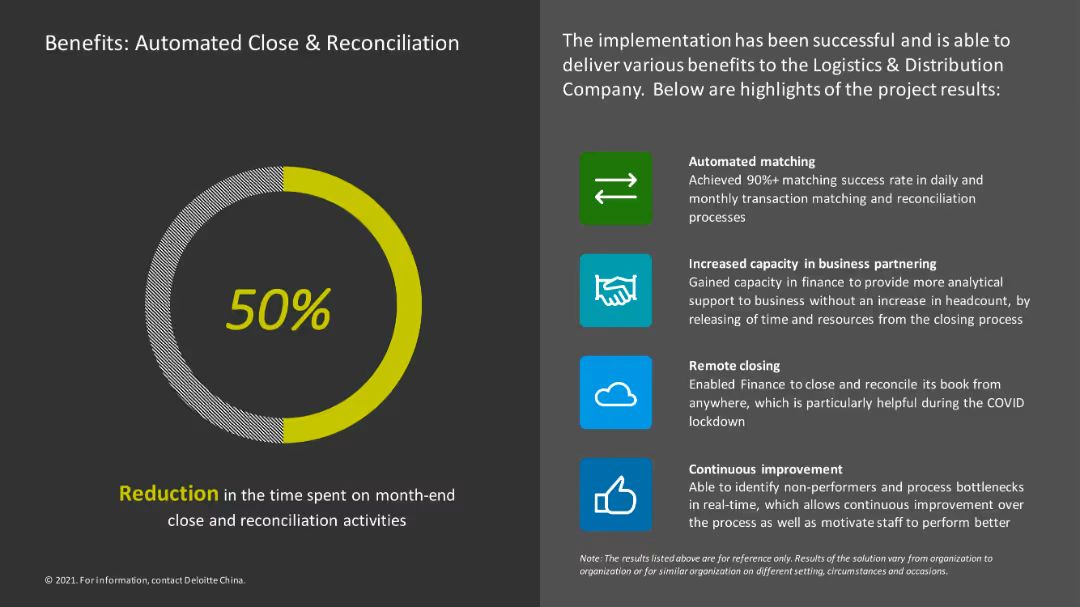 Benefits: Automated Close & Reconciliation
50%
Reduction in the time spent on month-end
close and reconciliation activities
© 2021. For information, contact Deloitte China.
The implementation has been successful and is able to
deliver various benefits to the Logistics & Distribution
Company. Below are highlights of the project results:
Automated matching
Achieved 90%+ matching success rate in daily and
monthly transaction matching and reconciliation
processes
Increased capacity in business partnering
Gained capacity in finance to provide more analytical
support to business without an increase in headcount, by
releasing of time and resources from the closing process
Remote closing
Enabled Finance to close and reconcile its book from
anywhere, which is particularly helpful during the COVID
lockdown
Continuous improvement
Able to identify non-performers and process bottlenecks
in real-time, which allows continuous improvement over
the process as well as motivate staff to perform better
Note: The results listed above are for reference only. Results of the solution vary from organization to
organization or for similar organization on different setting, circumstances and occasions.